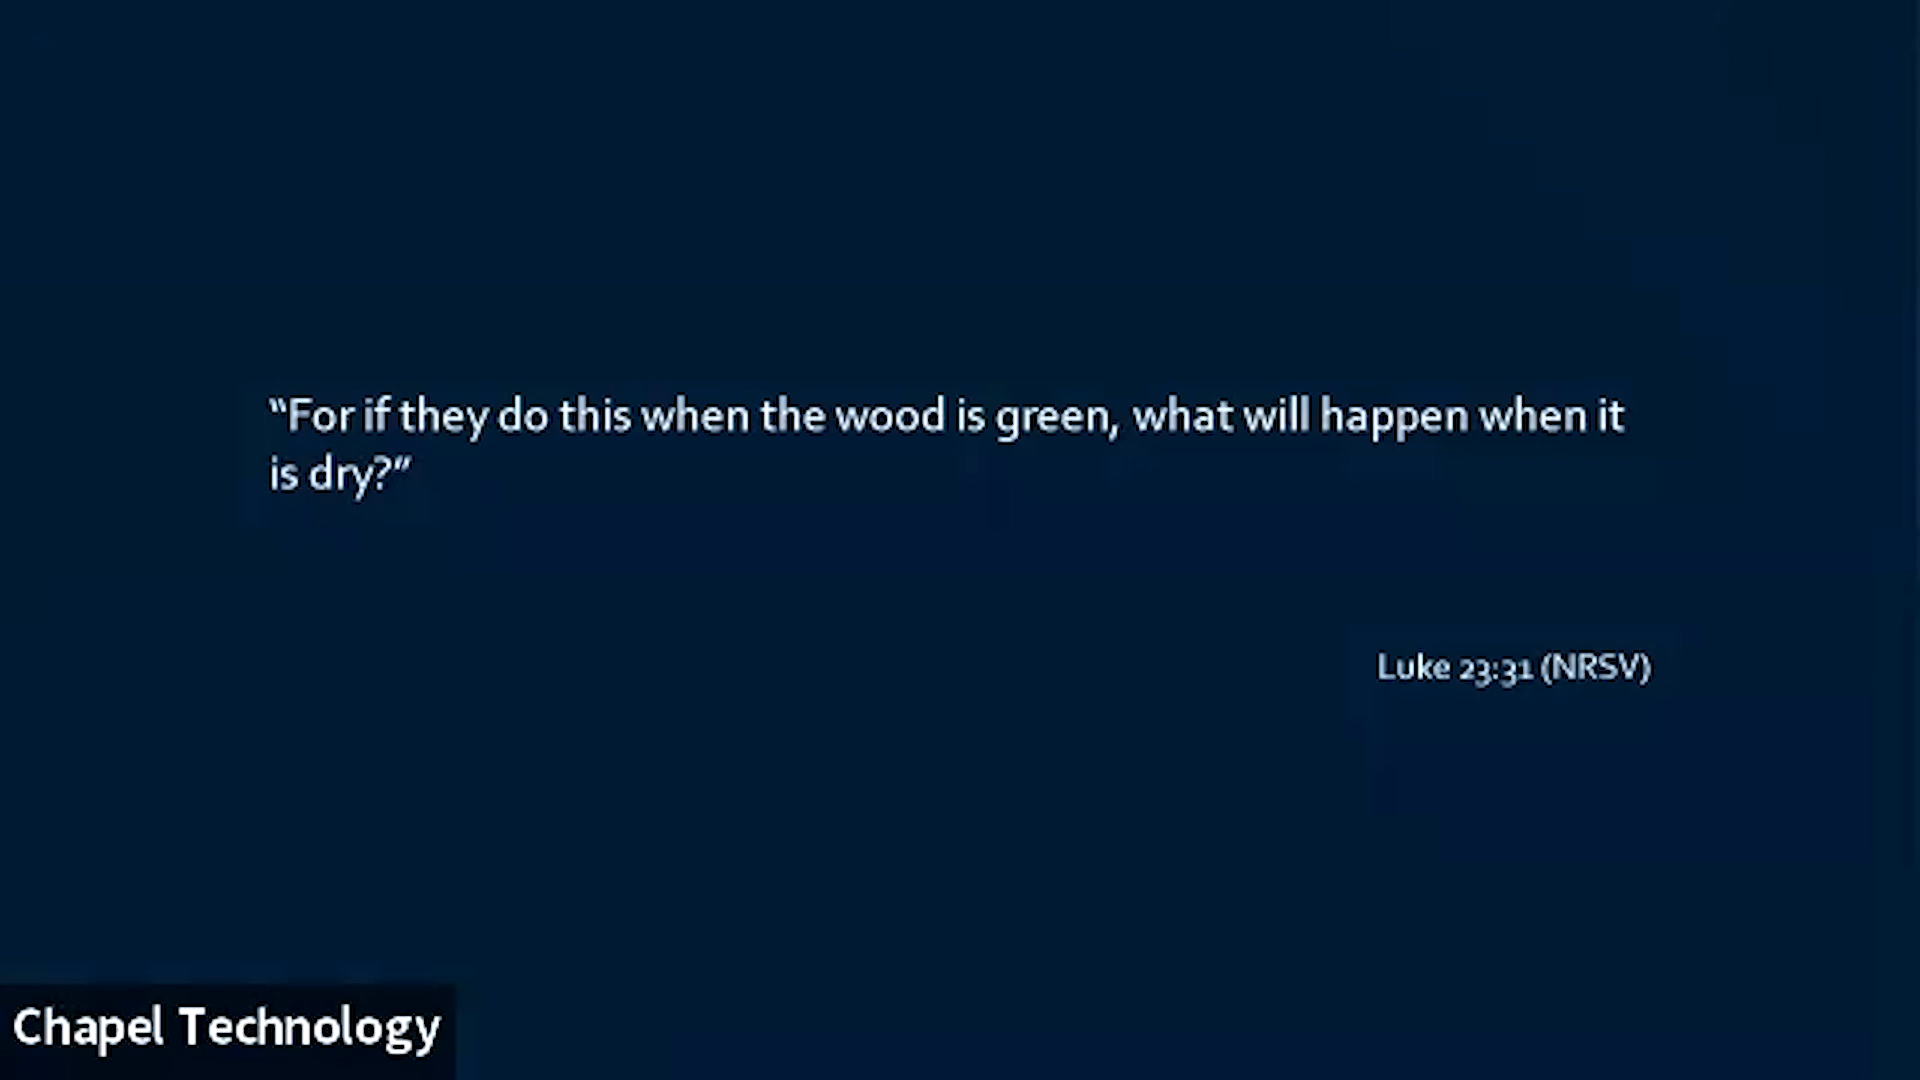 “For if they do this when the wood is green, what will happen when it
is dry?”
Luke 23:31 (NRSV)
Chapel Technology